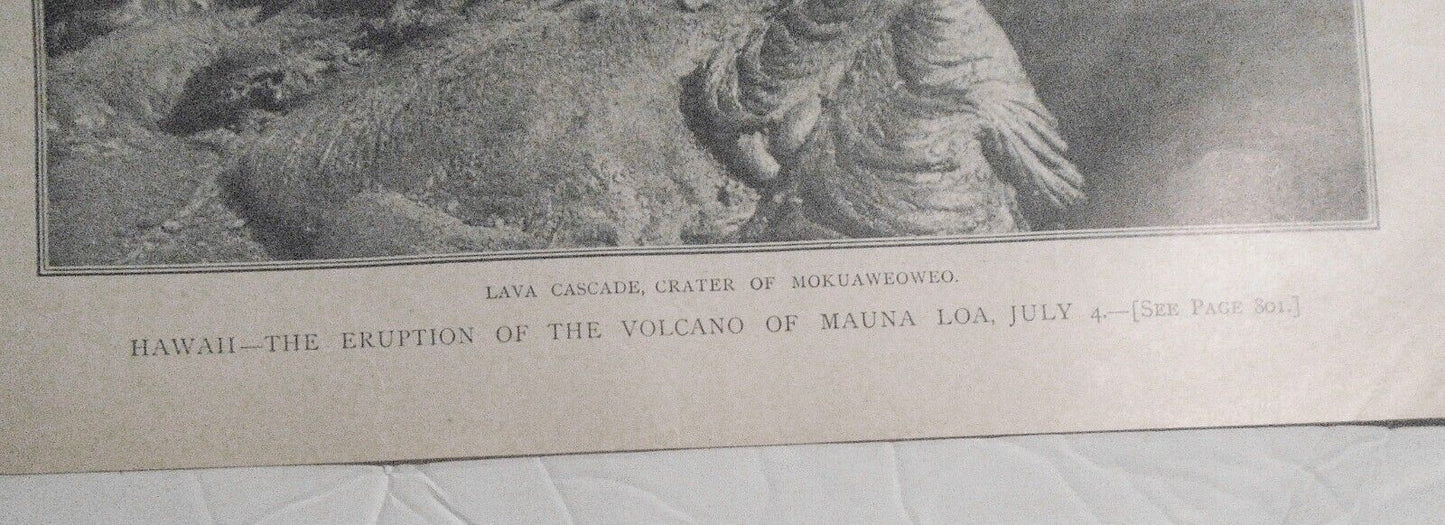 LAVA CASCADE, CRATER OF MOKUAWEOWEO.
HAWAII—THE ERUPTION OF THE VOLCANO OF MAUNA LOA, JULY 4.—[SEE PAGE 801.]